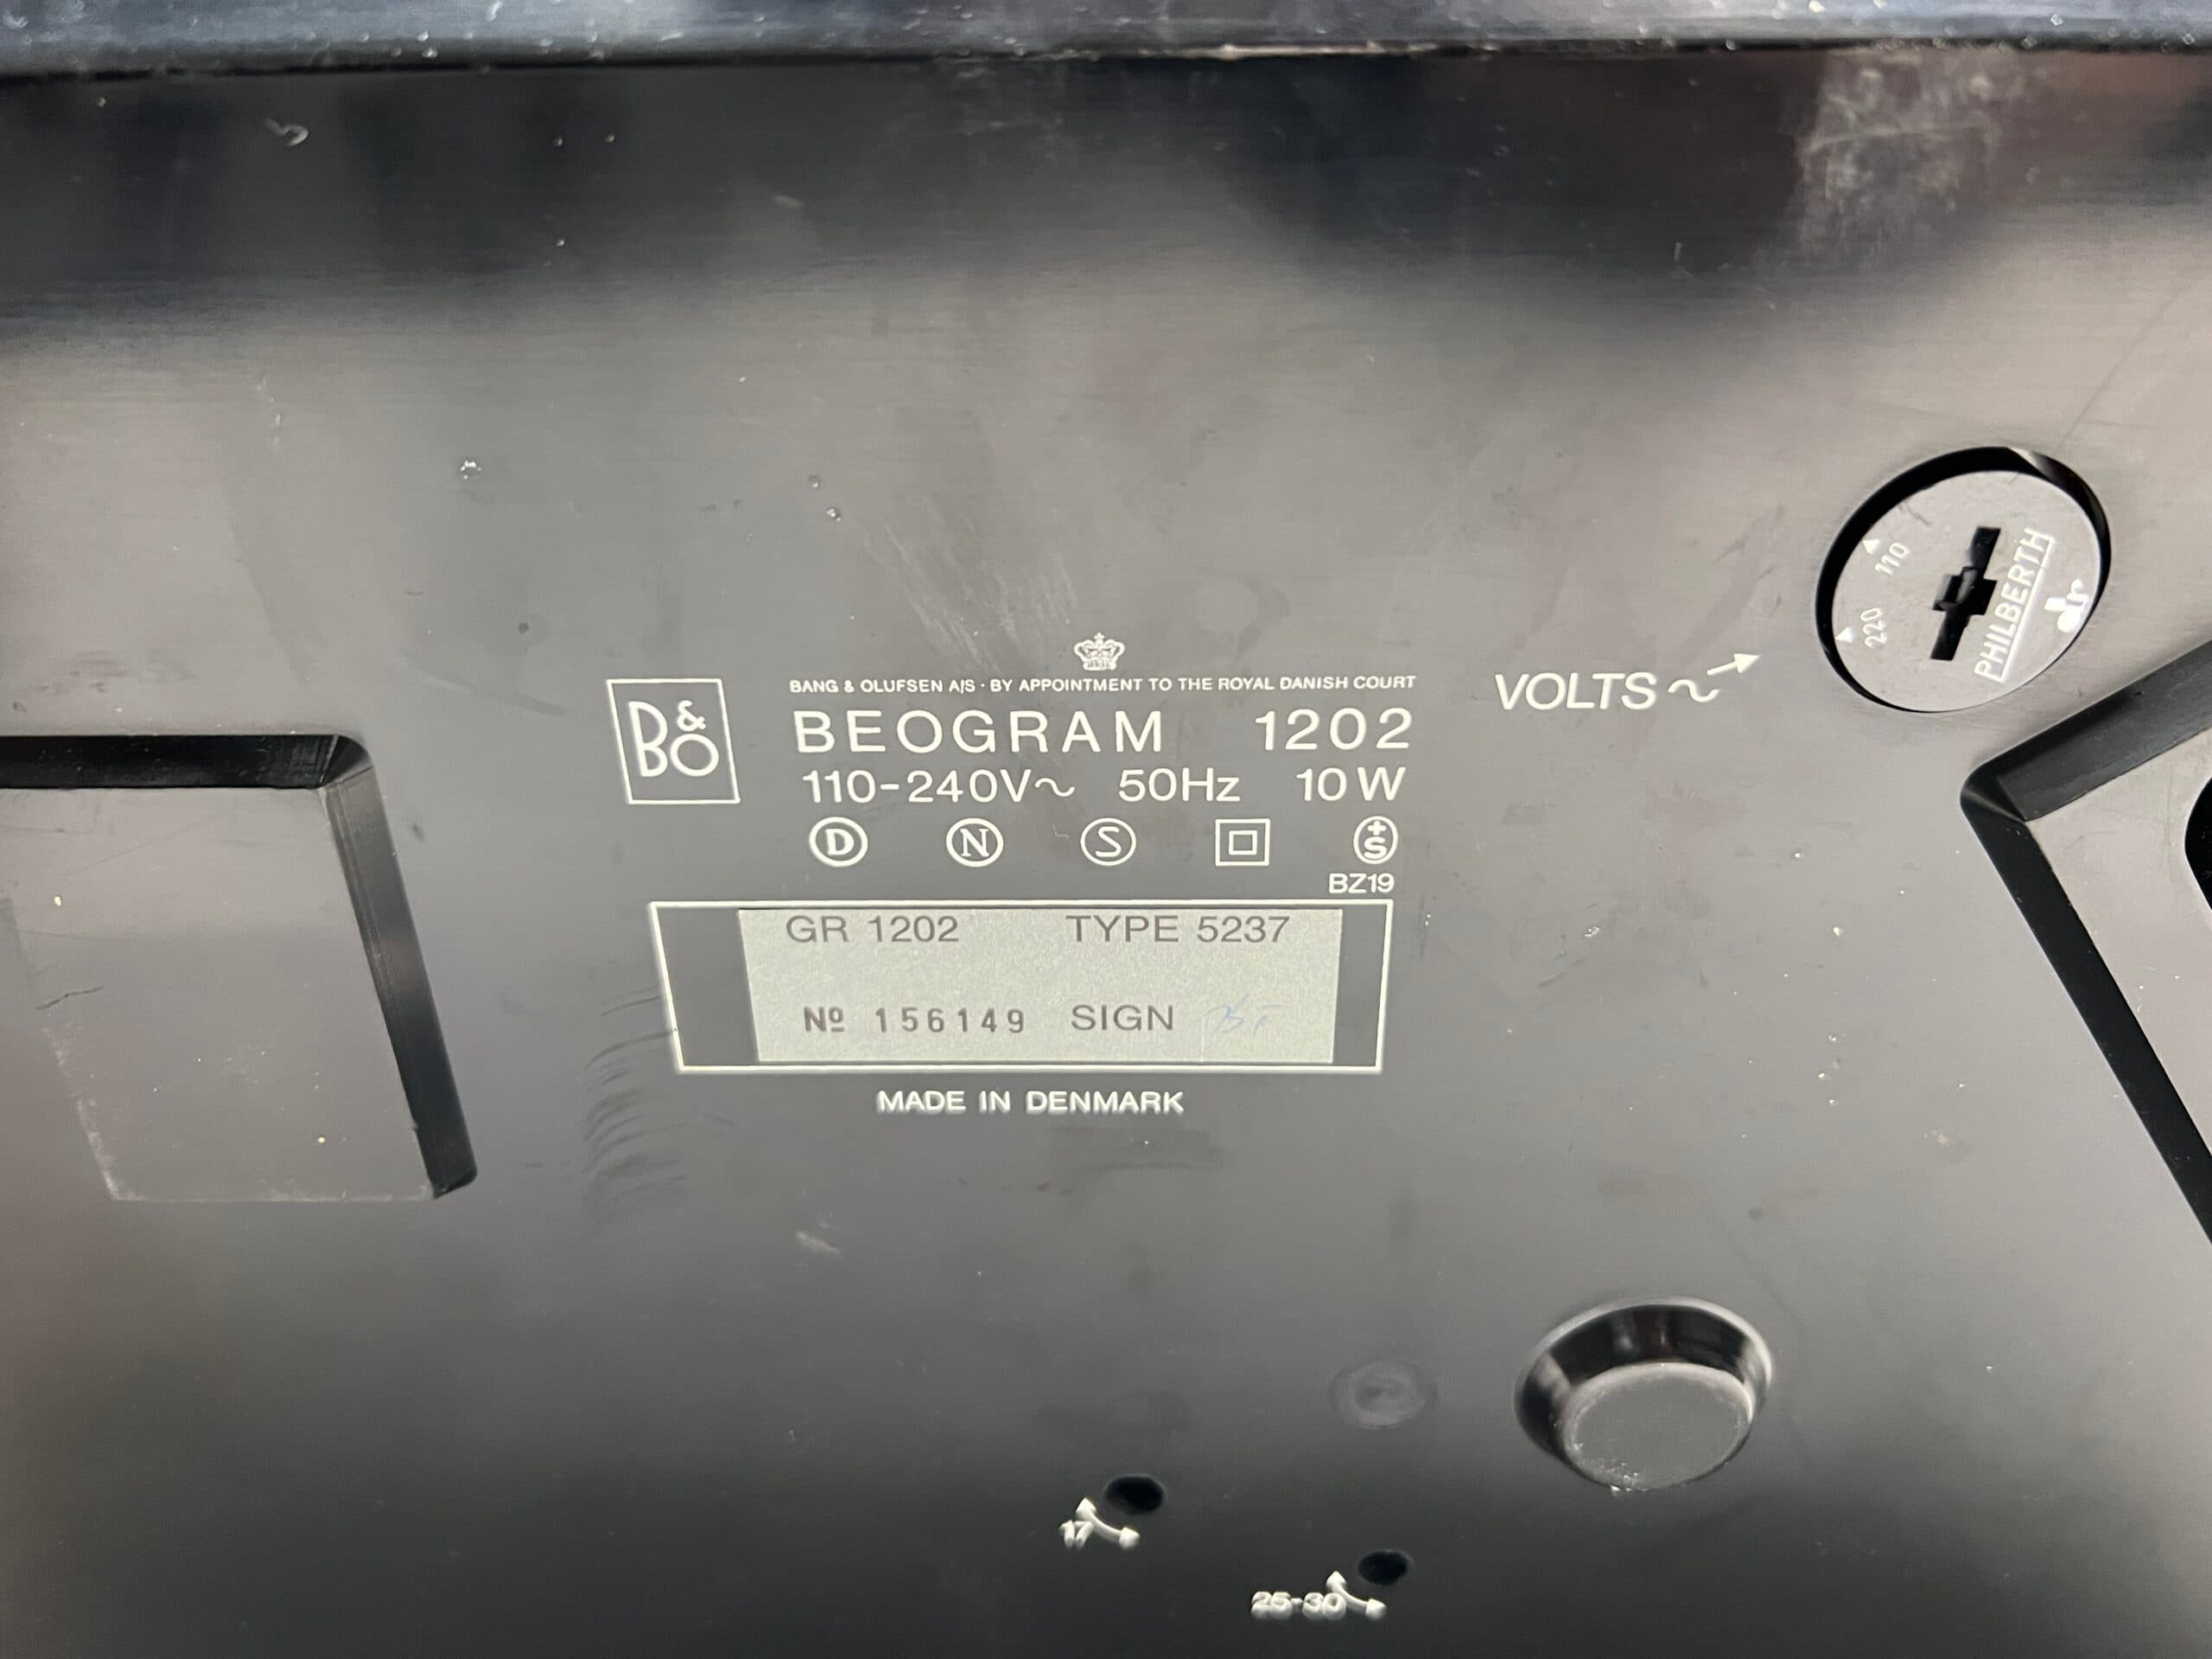 BANG & OLUFSEN A/S · BY APPOINTMENT TO THE ROYAL DANISH COURT
B&O
BEOGRAM 1202
110-240V~ 50Hz 10W
D N S +S
BZ19
GR 1202 TYPE 5237
Nº 156149 SIGN
MADE IN DENMARK
VOLTS ~
110
220
PHILBERTH
dr
17
25-30